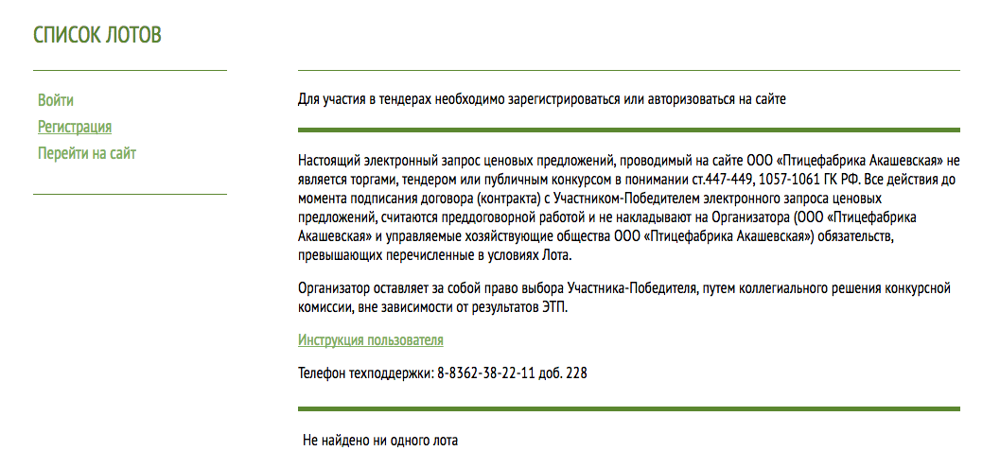 СПИСОК ЛОТОВ
Войти
Регистрация
Перейти на сайт
Для участия в тендерах необходимо зарегистрироваться или авторизоваться на сайте
Настоящий электронный запрос ценовых предложений, проводимый на сайте ООО «Птицефабрика Акашевская» не
является торгами, тендером или публичным конкурсом в понимании ст.447-449, 1057-1061 ГК РФ. Все действия до
момента подписания договора (контракта) с Участником-Победителем электронного запроса ценовых
предложений, считаются преддоговорной работой и не накладывают на Организатора (ООО «Птицефабрика
Акашевская» и управляемые хозяйствующие общества ООО «Птицефабрика Акашевская») обязательств,
превышающих перечисленные в условиях Лота.
Организатор оставляет за собой право выбора Участника-Победителя, путем коллегиального решения конкурсной
комиссии, вне зависимости от результатов ЭТП.
Инструкция пользователя
Телефон техподдержки: 8-8362-38-22-11 доб. 228
Не найдено ни одного лота